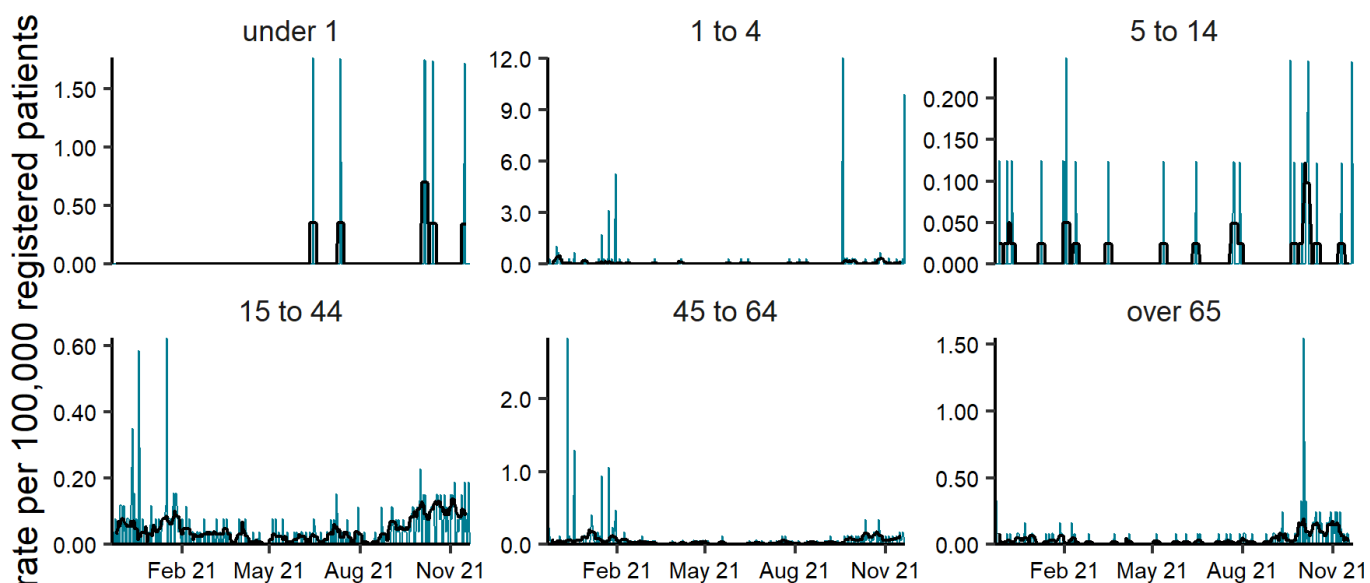 rate per 100,000 registered patients
under 1
1 to 4
5 to 14
1.50
1.00
0.50
0.00
12.0
9.0
6.0
3.0
0.0
0.200
0.150
0.100
0.050
0.000
15 to 44
45 to 64
over 65
0.60
0.40
0.20
0.00
2.0
1.0
0.0
1.50
1.00
0.50
0.00
Feb 21 May 21 Aug 21 Nov 21
Feb 21 May 21 Aug 21 Nov 21
Feb 21 May 21 Aug 21 Nov 21